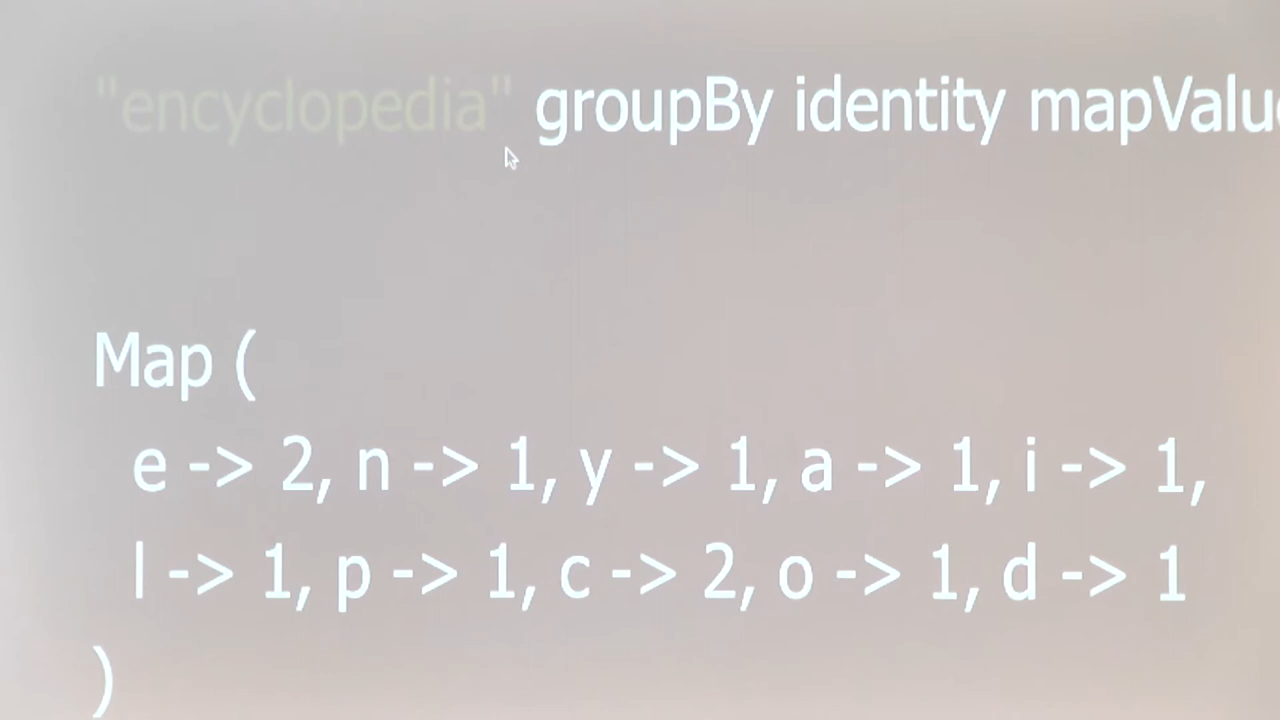 "encyclopedia" groupBy identity mapValu
Map (
e -> 2, n -> 1, y -> 1, a -> 1, i -> 1,
l -> 1, p -> 1, c -> 2, o -> 1, d -> 1
)